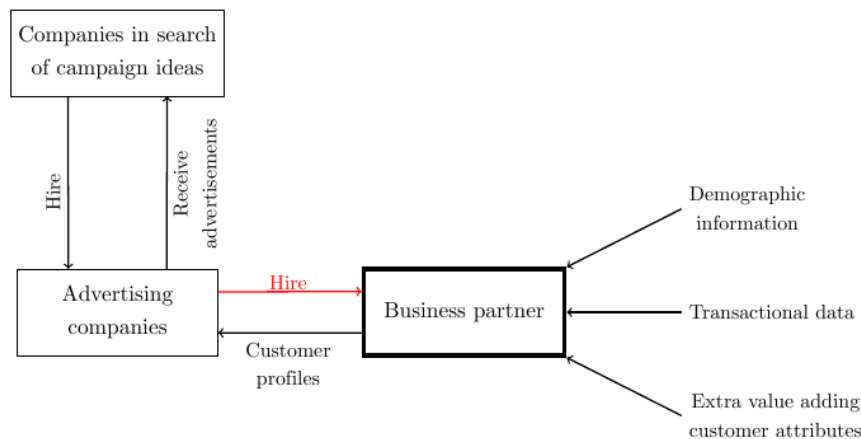 Companies in search
of campaign ideas
Hire
Receive
advertisements
Advertising
companies
Hire
Customer
profiles
Business partner
Demographic
information
Transactional data
Extra value adding
customer attributes